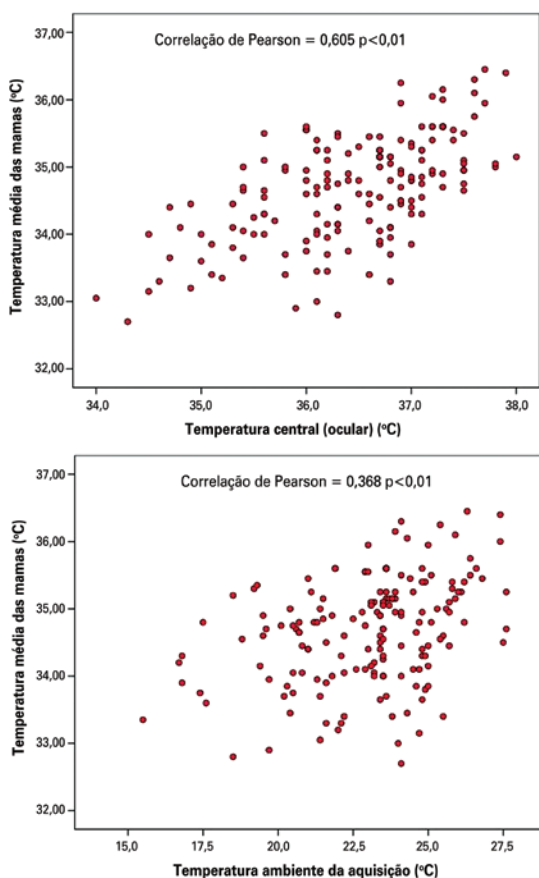 Correlação de Pearson = 0,605 p<0,01
Temperatura média das mamas (ºC)
37,00
36,00
35,00
34,00
33,00
32,00
34,0 35,0 36,0 37,0 38,0
Temperatura central (ocular) (ºC)
Correlação de Pearson = 0,368 p<0,01
Temperatura média das mamas (ºC)
37,00
36,00
35,00
34,00
33,00
32,00
15,0 17,5 20,0 22,5 25,0 27,5
Temperatura ambiente da aquisição (ºC)